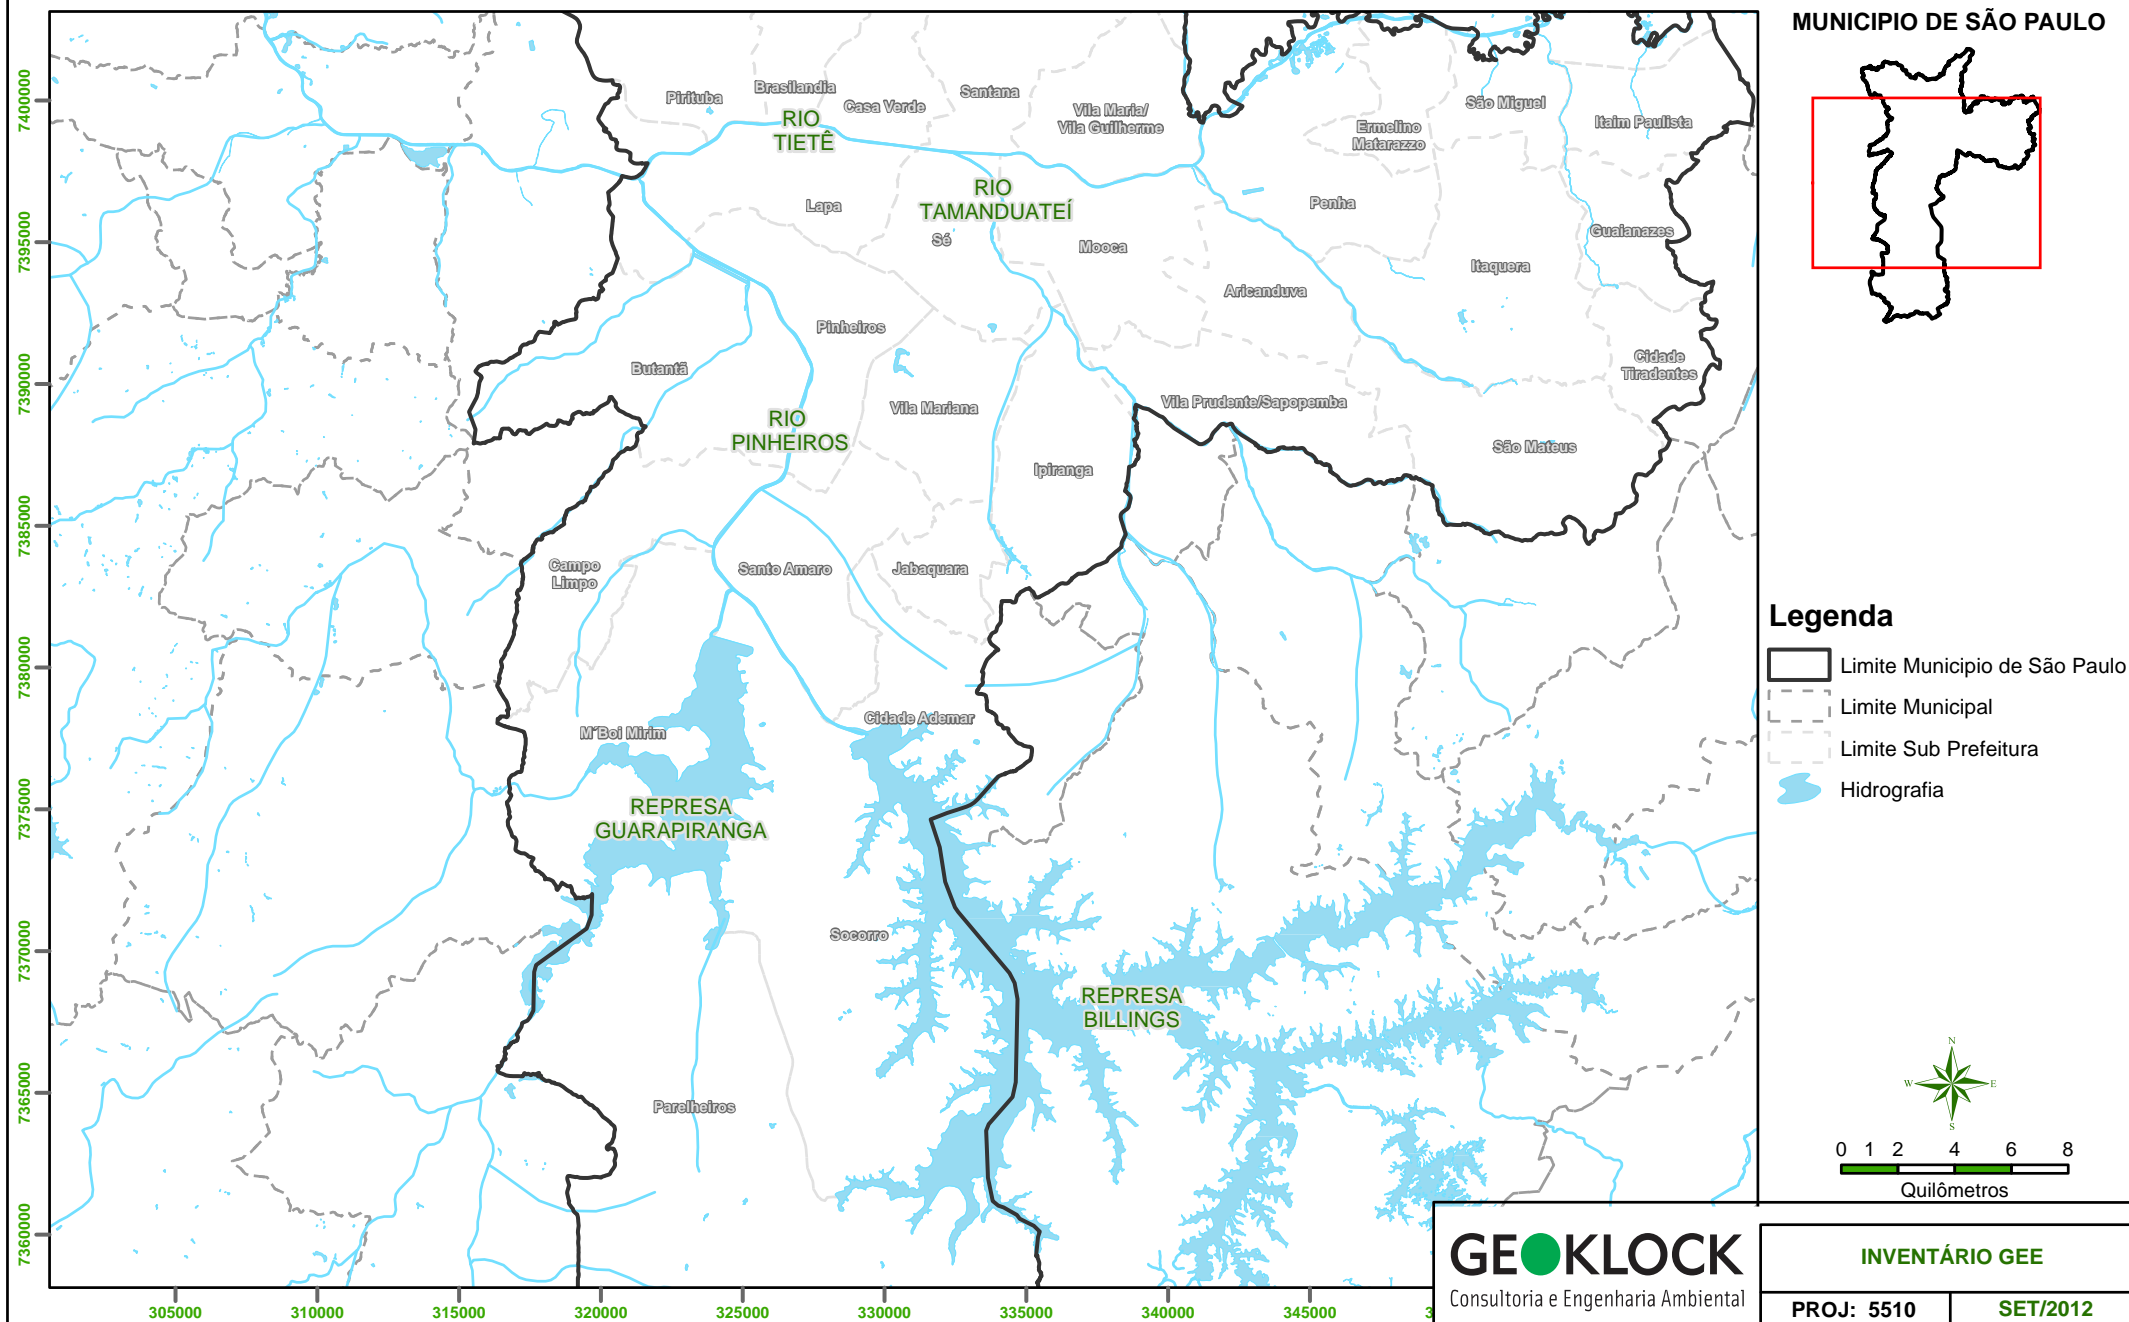 MUNICIPIO DE SÃO PAULO
Pirituba
Brasilandia
Casa Verde
Santana
Vila Maria/
Vila Guilherme
São Miguel
Ermelino
Matarazzo
Itaim Paulista
RIO
TIETÊ
RIO
TAMANDUATEÍ
Lapa
Sé
Mooca
Penha
Guaianazes
Itaquera
Aricanduva
Pinheiros
Butantã
Cidade
Tiradentes
Vila Mariana
Vila Prudente/Sapopemba
RIO
PINHEIROS
São Mateus
Ipiranga
Campo
Limpo
Santo Amaro
Jabaquara
Cidade Ademar
M'Boi Mirim
REPRESA
GUARAPIRANGA
Socorro
REPRESA
BILLINGS
Parelheiros
7400000
7395000
7390000
7385000
7380000
7375000
7370000
7365000
7360000
305000
310000
315000
320000
325000
330000
335000
340000
345000
Legenda
Limite Municipio de São Paulo
Limite Municipal
Limite Sub Prefeitura
Hidrografia
N
W
E
S
0 1 2 4 6 8
Quilômetros
GEOKLOCK
Consultoria e Engenharia Ambiental
INVENTÁRIO GEE
PROJ: 5510
SET/2012